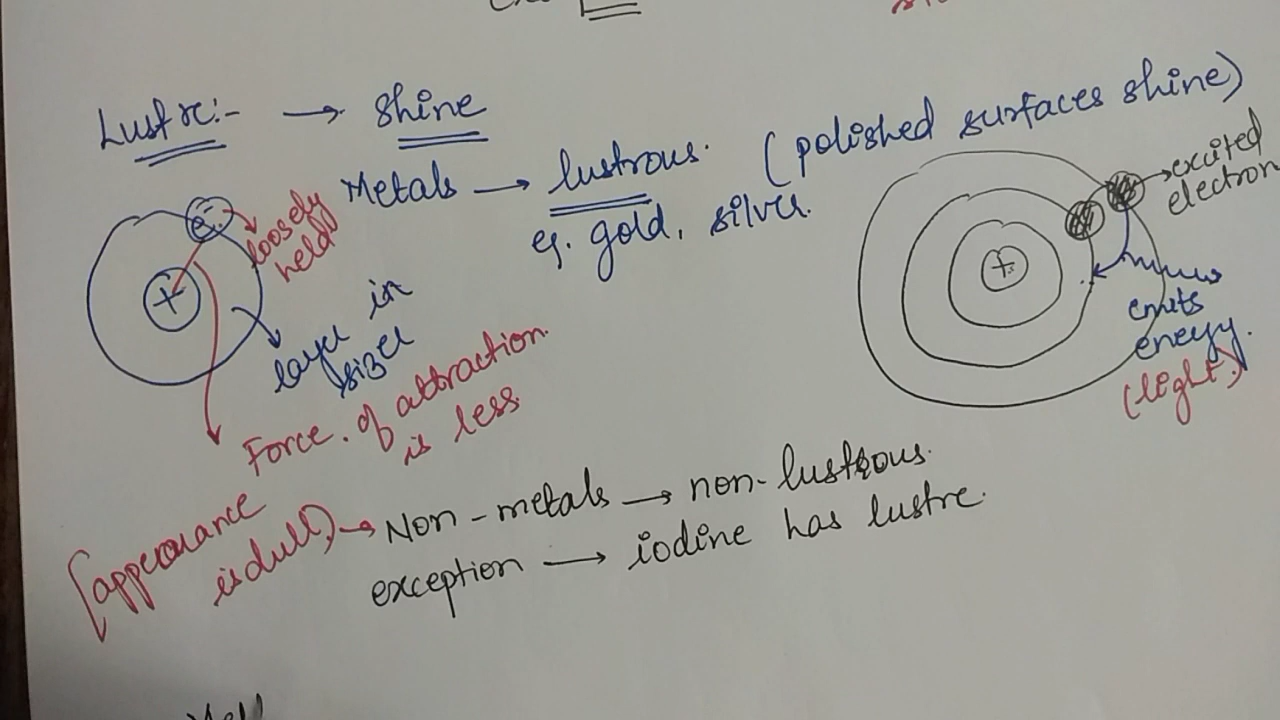 Lustre:- → Shine
Metals → lustrous. (polished surfaces shine)
eg. gold, silver.
e-
loosely
held
+
layer in
size
Force of attraction
is less
+
excited
electron
emits
energy.
(light)
[appearance
is dull) → Non-metals → non-lustrous.
exception → iodine has lustre.